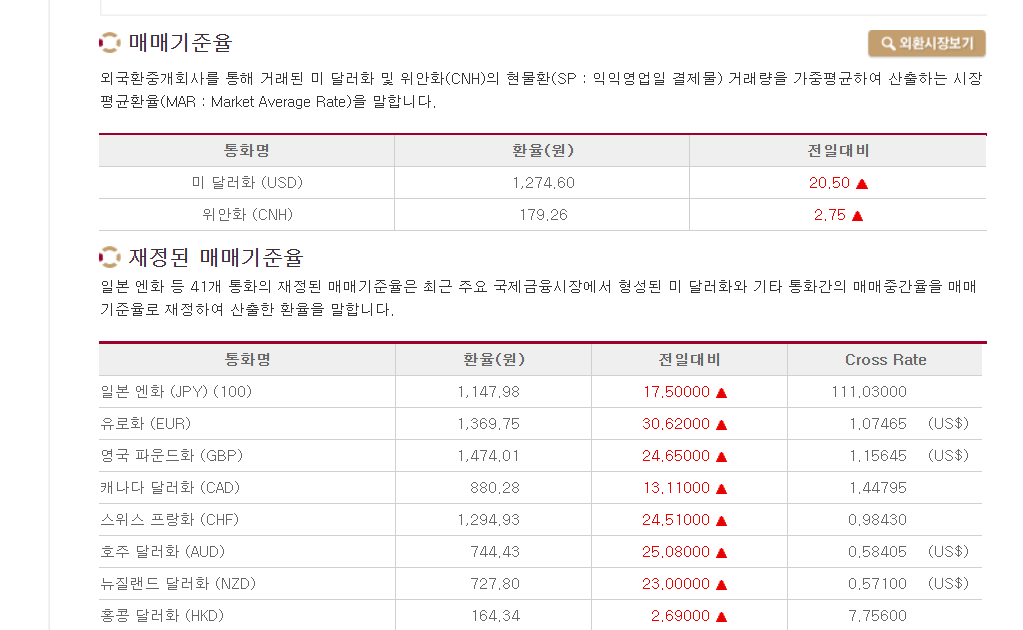 매매기준율
외환시장보기
외국환중개회사를 통해 거래된 미 달러화 및 위안화(CNH)의 현물환(SP : 익익영업일 결제물) 거래량을 가중평균하여 산출하는 시장
평균환율(MAR : Market Average Rate)을 말합니다.
통화명 환율(원) 전일대비
미 달러화 (USD) 1,274.60 20.50 ▲
위안화 (CNH) 179.26 2.75 ▲
재정된 매매기준율
일본 엔화 등 41개 통화의 재정된 매매기준율은 최근 주요 국제금융시장에서 형성된 미 달러화와 기타 통화간의 매매중간율을 매매
기준율로 재정하여 산출한 환율을 말합니다.
통화명 환율(원) 전일대비 Cross Rate
일본 엔화 (JPY) (100) 1,147.98 17.50000 ▲ 111.03000
유로화 (EUR) 1,369.75 30.62000 ▲ 1.07465 (US$)
영국 파운드화 (GBP) 1,474.01 24.65000 ▲ 1.15645 (US$)
캐나다 달러화 (CAD) 880.28 13.11000 ▲ 1.44795
스위스 프랑화 (CHF) 1,294.93 24.51000 ▲ 0.98430
호주 달러화 (AUD) 744.43 25.08000 ▲ 0.58405 (US$)
뉴질랜드 달러화 (NZD) 727.80 23.00000 ▲ 0.57100 (US$)
홍콩 달러화 (HKD) 164.34 2.69000 ▲ 7.75600